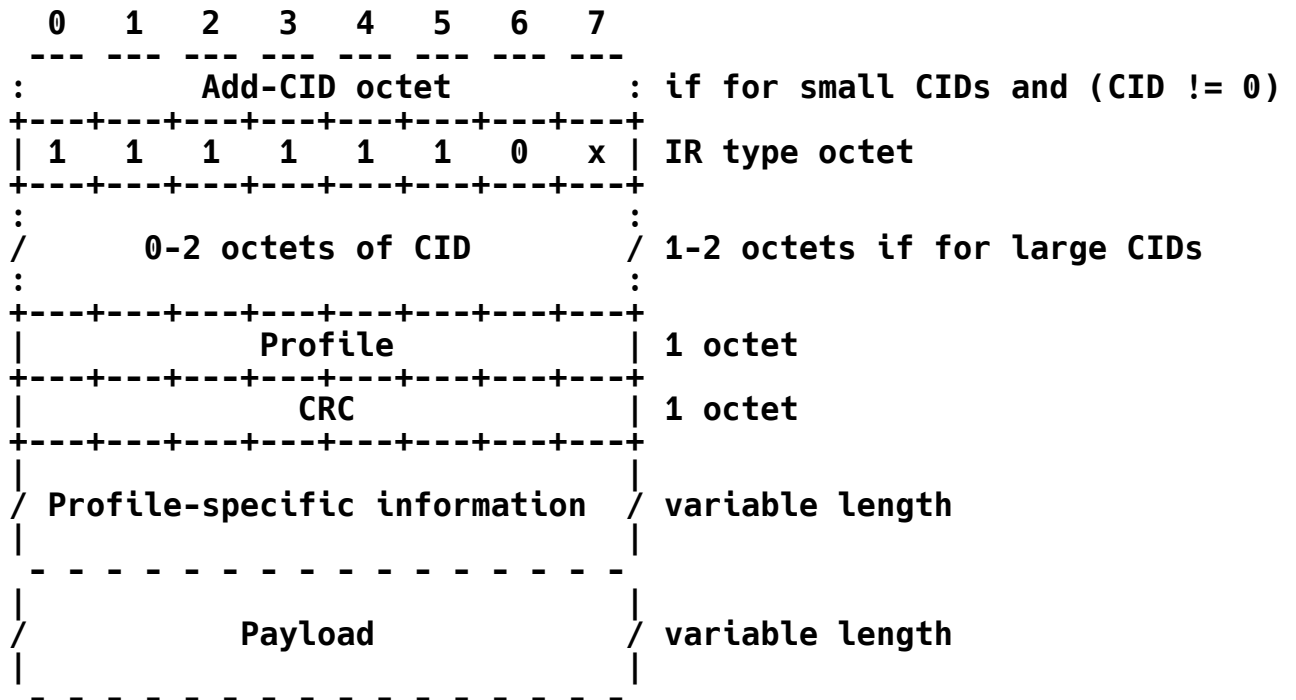 0 1 2 3 4 5 6 7
--- --- --- --- --- --- --- ---
: Add-CID octet : if for small CIDs and (CID != 0)
+---+---+---+---+---+---+---+---+
| 1 1 1 1 1 1 0 x | IR type octet
+---+---+---+---+---+---+---+---+
: :
/ 0-2 octets of CID / 1-2 octets if for large CIDs
: :
+---+---+---+---+---+---+---+---+
| Profile | 1 octet
+---+---+---+---+---+---+---+---+
| CRC | 1 octet
+---+---+---+---+---+---+---+---+
| |
/ Profile-specific information / variable length
| |
- - - - - - - - - - - - - - - -
| |
/ Payload / variable length
| |
- - - - - - - - - - - - - - - -